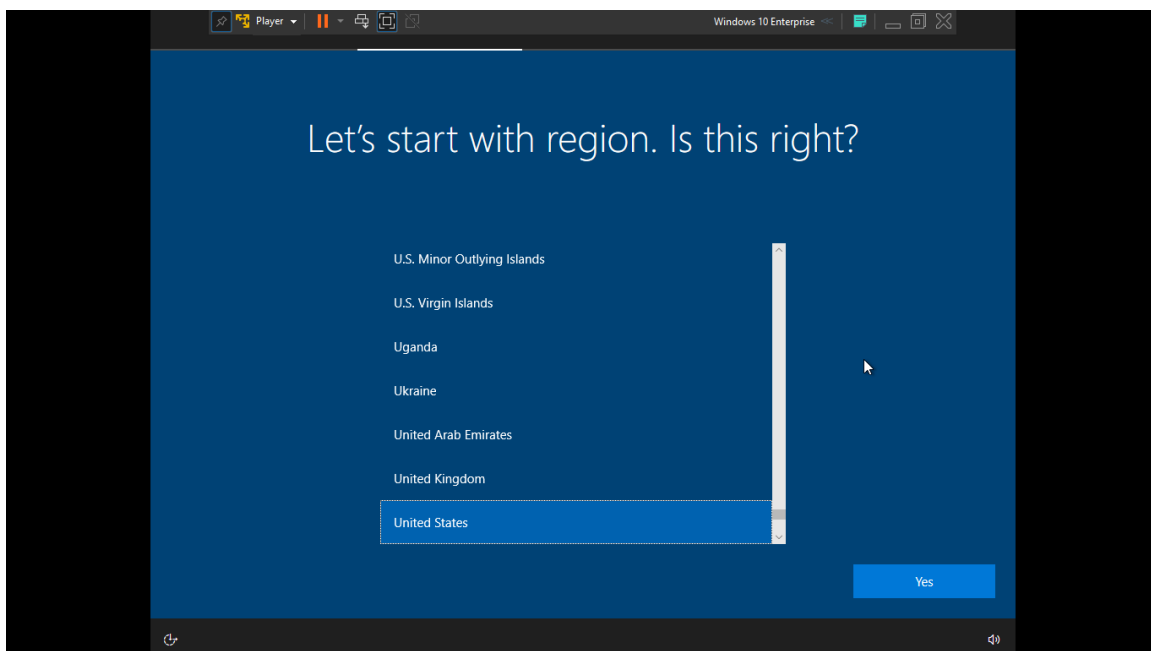 Player
Windows 10 Enterprise
Let's start with region. Is this right?
U.S. Minor Outlying Islands
U.S. Virgin Islands
Uganda
Ukraine
United Arab Emirates
United Kingdom
United States
Yes